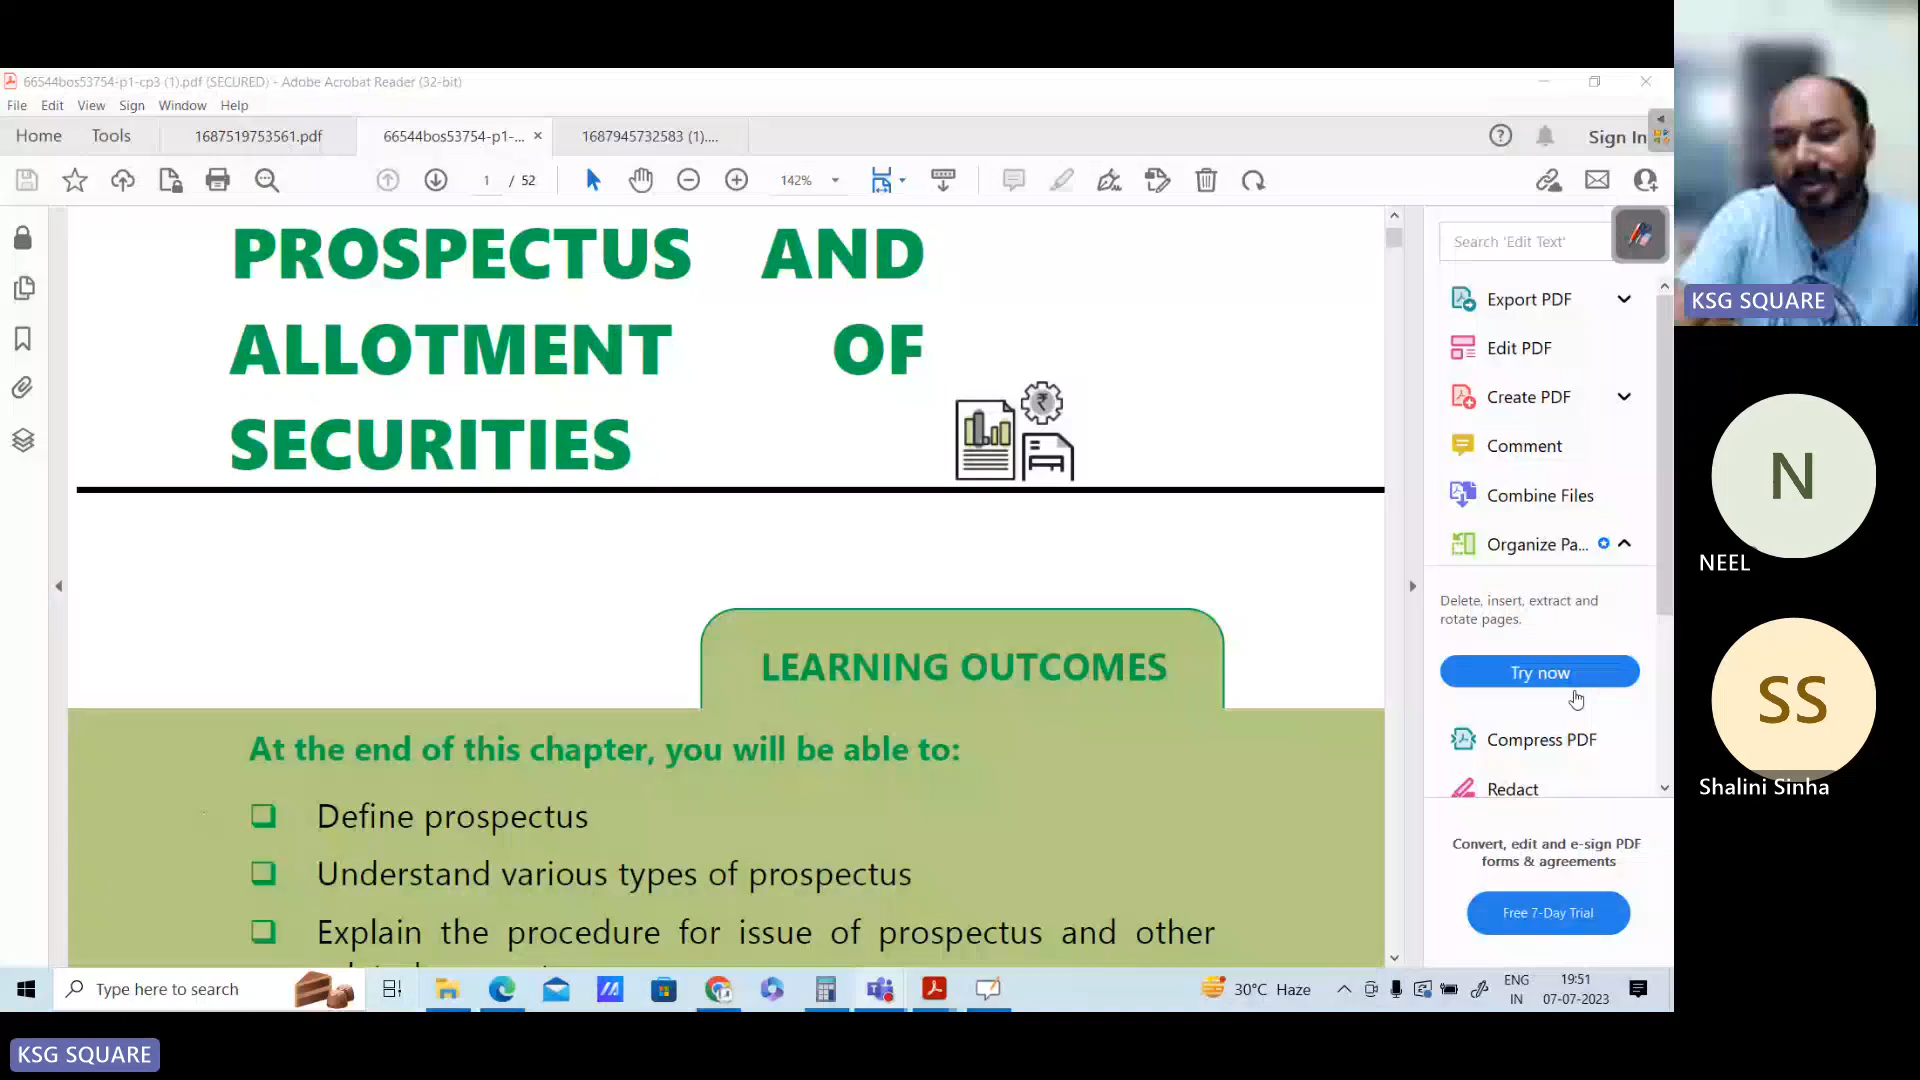 66544bos53754-p1-cp3 (1).pdf (SECURED) - Adobe Acrobat Reader (32-bit)
File Edit View Sign Window Help
Home Tools 1687519753561.pdf 66544bos53754-p1-... × 1687945732583 (1).... Sign In
1 / 52 142%
PROSPECTUS AND
ALLOTMENT OF
SECURITIES
LEARNING OUTCOMES
At the end of this chapter, you will be able to:
Define prospectus
Understand various types of prospectus
Explain the procedure for issue of prospectus and other
Search 'Edit Text'
Export PDF
Edit PDF
Create PDF
Comment
Combine Files
Organize Pa...
Delete, insert, extract and
rotate pages.
Try now
Compress PDF
Redact
Convert, edit and e-sign PDF
forms & agreements
Free 7-Day Trial
KSG SQUARE
N
NEEL
SS
Shalini Sinha
Type here to search
30°C Haze
ENG
IN
19:51
07-07-2023
KSG SQUARE